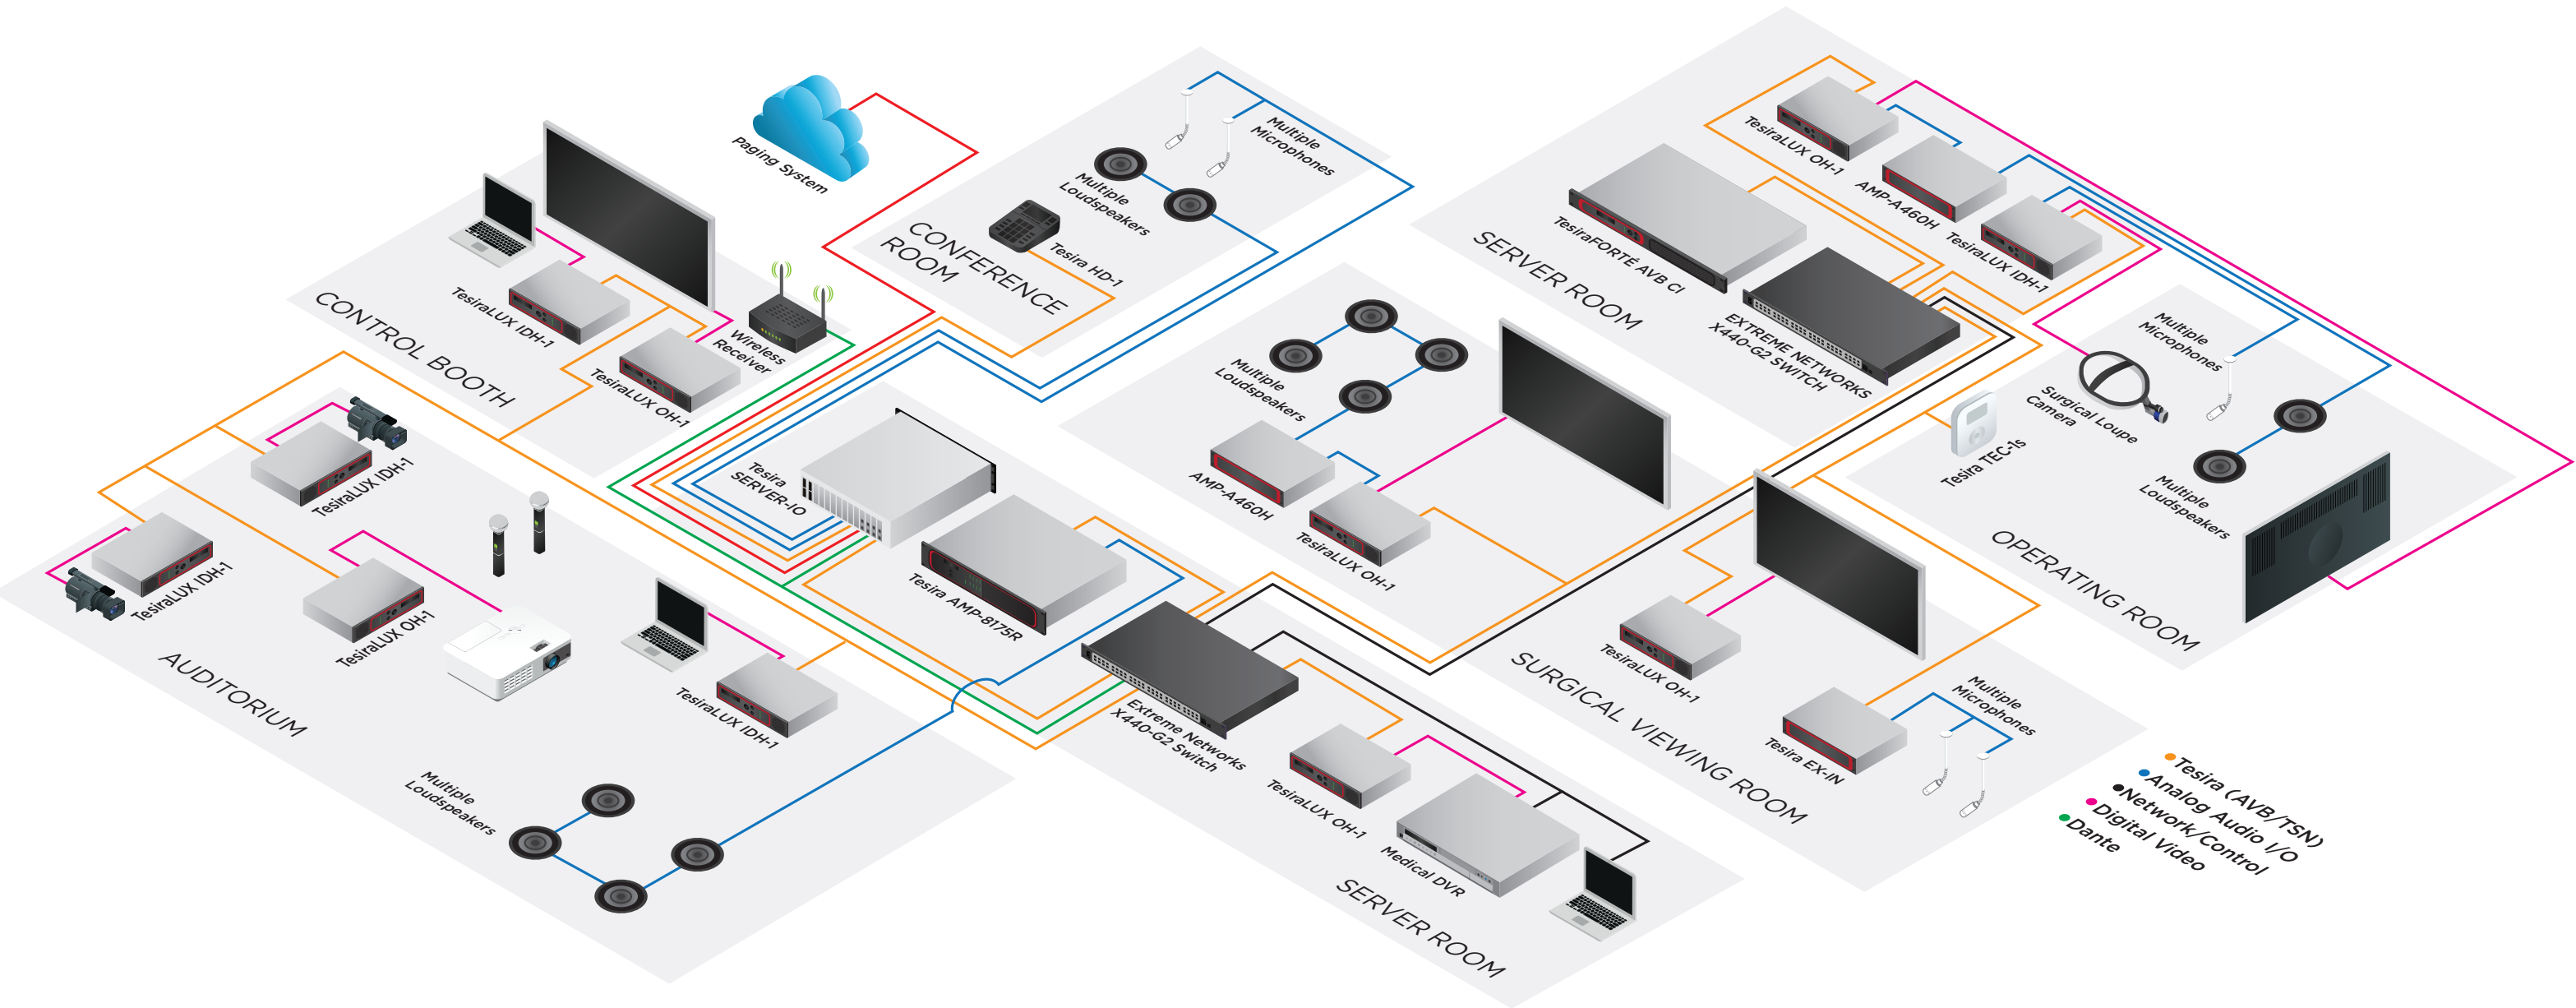 Paging System
Multiple
Microphones
Multiple
Loudspeakers
Tesira HD-1
CONFERENCE
ROOM
TesiraLUX IDH-1
TesiraLUX OH-1
Wireless
Receiver
CONTROL BOOTH
TesiraLUX OH-1
AMP-A460H
TesiraLUX IDH-1
TesiraFORTÉ AVB CI
EXTREME NETWORKS
X440-G2 SWITCH
SERVER ROOM
Multiple
Microphones
Surgical Loupe
Camera
Tesira TEC-1s
Multiple
Loudspeakers
OPERATING ROOM
Multiple
Loudspeakers
AMP-A460H
TesiraLUX OH-1
TesiraLUX OH-1
Tesira EX-IN
Multiple
Microphones
SURGICAL VIEWING ROOM
Tesira
SERVER-IO
Tesira AMP-8175R
Extreme Networks
X440-G2 Switch
TesiraLUX OH-1
Medical DVR
SERVER ROOM
TesiraLUX IDH-1
TesiraLUX IDH-1
TesiraLUX OH-1
TesiraLUX IDH-1
AUDITORIUM
Multiple
Loudspeakers
Tesira (AVB/TSN)
Analog Audio I/O
Network/Control
Digital Video
Dante